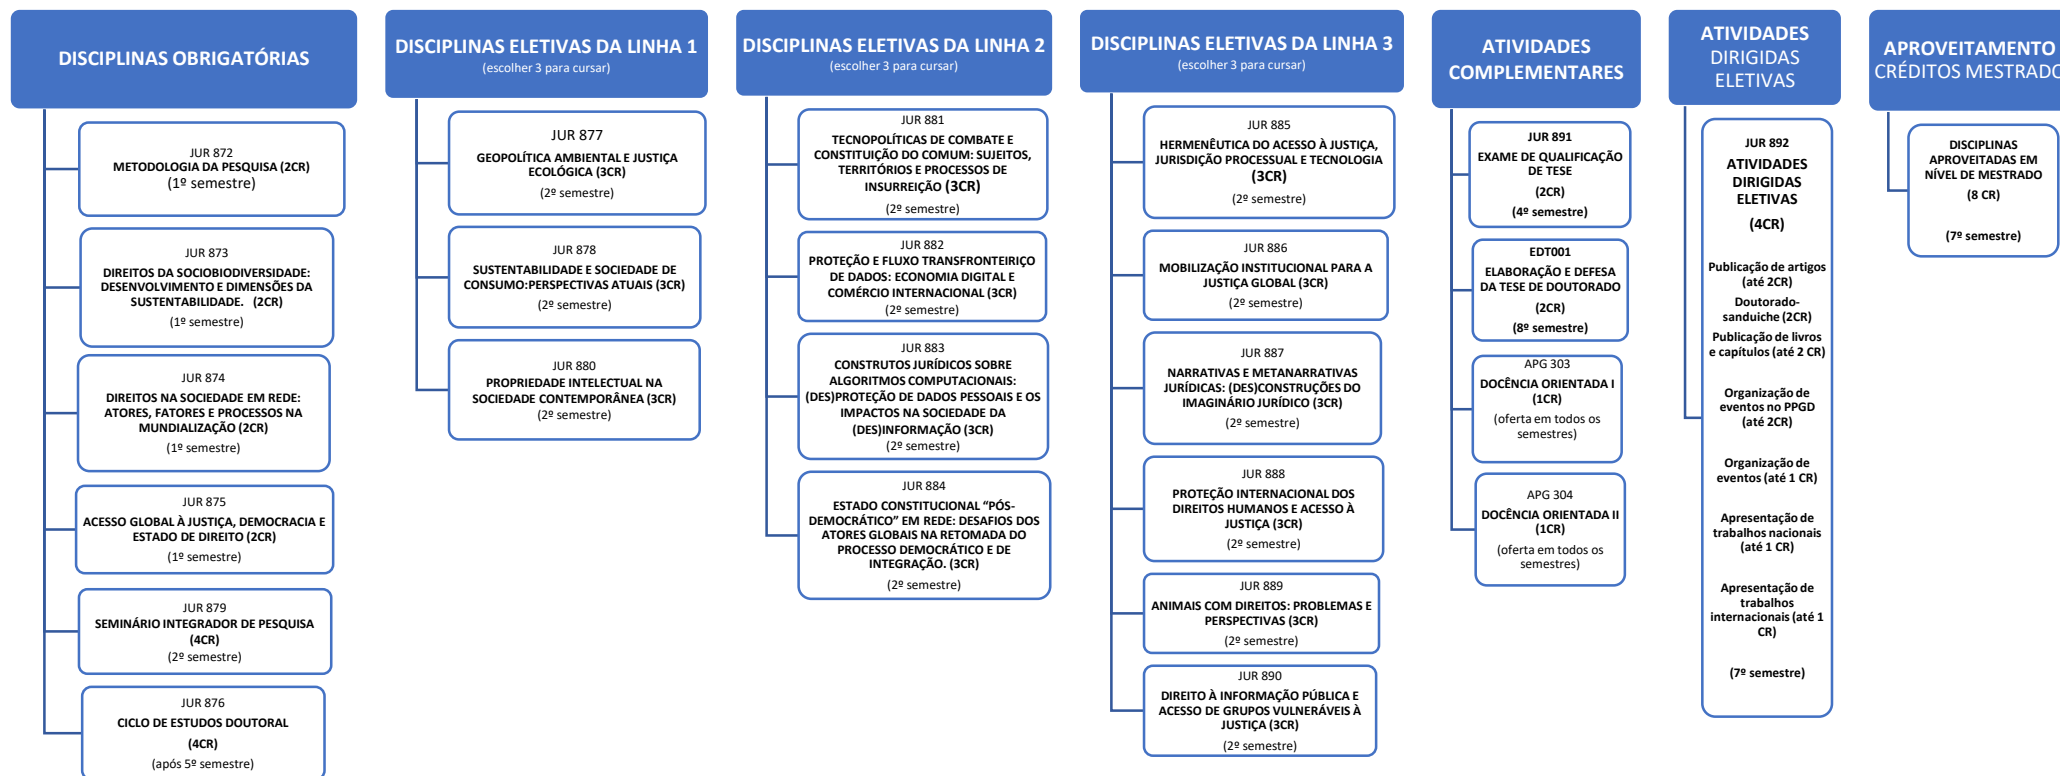 DISCIPLINAS OBRIGATÓRIAS
JUR 872
METODOLOGIA DA PESQUISA (2CR)
(1º semestre)
JUR 873
DIREITOS DA SOCIOBIODIVERSIDADE:
DESENVOLVIMENTO E DIMENSÕES DA
SUSTENTABILIDADE. (2CR)
(1º semestre)
JUR 874
DIREITOS NA SOCIEDADE EM REDE:
ATORES, FATORES E PROCESSOS NA
MUNDIALIZAÇÃO (2CR)
(1º semestre)
JUR 875
ACESSO GLOBAL À JUSTIÇA, DEMOCRACIA E
ESTADO DE DIREITO (2CR)
(1º semestre)
JUR 879
SEMINÁRIO INTEGRADOR DE PESQUISA
(4CR)
(2º semestre)
JUR 876
CICLO DE ESTUDOS DOUTORAL
(4CR)
(após 5º semestre)
DISCIPLINAS ELETIVAS DA LINHA 1
(escolher 3 para cursar)
JUR 877
GEOPOLÍTICA AMBIENTAL E JUSTIÇA
ECOLÓGICA (3CR)
(2º semestre)
JUR 878
SUSTENTABILIDADE E SOCIEDADE DE
CONSUMO:PERSPECTIVAS ATUAIS (3CR)
(2º semestre)
JUR 880
PROPRIEDADE INTELECTUAL NA
SOCIEDADE CONTEMPORÂNEA (3CR)
(2º semestre)
DISCIPLINAS ELETIVAS DA LINHA 2
(escolher 3 para cursar)
JUR 881
TECNOPOLÍTICAS DE COMBATE E
CONSTITUIÇÃO DO COMUM: SUJEITOS,
TERRITÓRIOS E PROCESSOS DE
INSURREIÇÃO (3CR)
(2º semestre)
JUR 882
PROTEÇÃO E FLUXO TRANSFRONTEIRIÇO
DE DADOS: ECONOMIA DIGITAL E
COMÉRCIO INTERNACIONAL (3CR)
(2º semestre)
JUR 883
CONSTRUTOS JURÍDICOS SOBRE
ALGORITMOS COMPUTACIONAIS:
(DES)PROTEÇÃO DE DADOS PESSOAIS E OS
IMPACTOS NA SOCIEDADE DA
(DES)INFORMAÇÃO (3CR)
(2º semestre)
JUR 884
ESTADO CONSTITUCIONAL “PÓS-
DEMOCRÁTICO” EM REDE: DESAFIOS DOS
ATORES GLOBAIS NA RETOMADA DO
PROCESSO DEMOCRÁTICO E DE
INTEGRAÇÃO. (3CR)
(2º semestre)
DISCIPLINAS ELETIVAS DA LINHA 3
(escolher 3 para cursar)
JUR 885
HERMENÊUTICA DO ACESSO À JUSTIÇA,
JURISDIÇÃO PROCESSUAL E TECNOLOGIA
(3CR)
(2º semestre)
JUR 886
MOBILIZAÇÃO INSTITUCIONAL PARA A
JUSTIÇA GLOBAL (3CR)
(2º semestre)
JUR 887
NARRATIVAS E METANARRATIVAS
JURÍDICAS: (DES)CONSTRUÇÕES DO
IMAGINÁRIO JURÍDICO (3CR)
(2º semestre)
JUR 888
PROTEÇÃO INTERNACIONAL DOS
DIREITOS HUMANOS E ACESSO À
JUSTIÇA (3CR)
(2º semestre)
JUR 889
ANIMAIS COM DIREITOS: PROBLEMAS E
PERSPECTIVAS (3CR)
(2º semestre)
JUR 890
DIREITO À INFORMAÇÃO PÚBLICA E
ACESSO DE GRUPOS VULNERÁVEIS À
JUSTIÇA (3CR)
(2º semestre)
ATIVIDADES
COMPLEMENTARES
JUR 891
EXAME DE QUALIFICAÇÃO
DE TESE
(2CR)
(4º semestre)
EDT001
ELABORAÇÃO E DEFESA
DA TESE DE DOUTORADO
(2CR)
(8º semestre)
APG 303
DOCÊNCIA ORIENTADA I
(1CR)
(oferta em todos os
semestres)
APG 304
DOCÊNCIA ORIENTADA II
(1CR)
(oferta em todos os
semestres)
ATIVIDADES
DIRIGIDAS
ELETIVAS
JUR 892
ATIVIDADES
DIRIGIDAS
ELETIVAS
(4CR)
Publicação de artigos
(até 2CR)
Doutorado-
sanduiche (2CR)
Publicação de livros
e capítulos (até 2 CR)
Organização de
eventos no PPGD
(até 2CR)
Organização de
eventos (até 1 CR)
Apresentação de
trabalhos nacionais
(até 1 CR)
Apresentação de
trabalhos
internacionais (até 1
CR)
(7º semestre)
APROVEITAMENTO
CRÉDITOS MESTRADO
DISCIPLINAS
APROVEITADAS EM
NÍVEL DE MESTRADO
(8 CR)
(7º semestre)